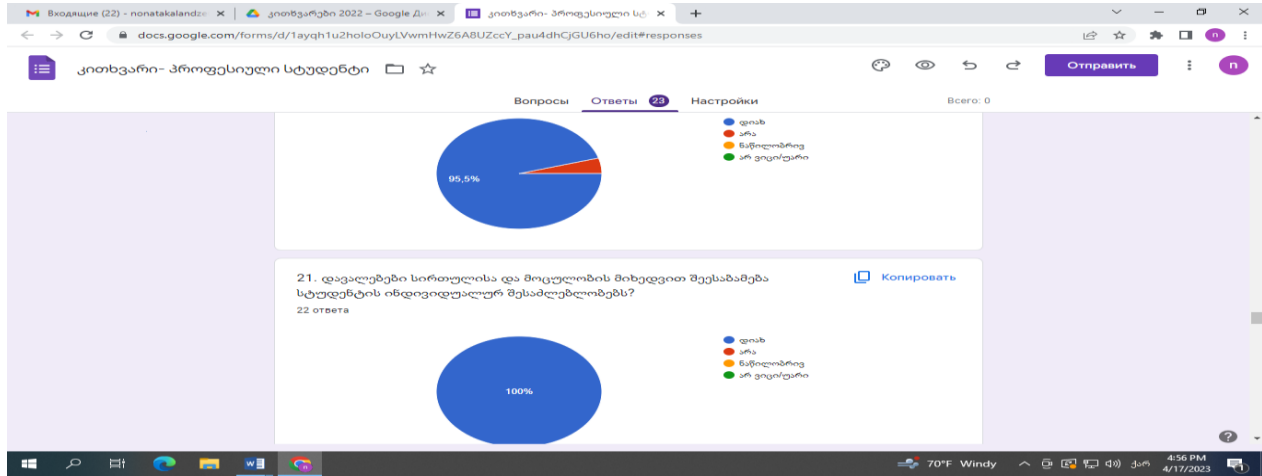 Входящие (22) - nonatakalandze
კითხვარები 2022 – Google Ди
კითხვარი- პროფესიული სტ
docs.google.com/forms/d/1ayqh1u2holoOuyLVwmHwZ6A8UZccY_pau4dhCjGU6ho/edit#responses
კითხვარი- პროფესიული სტუდენტი
Отправить
n
Вопросы Ответы 23 Настройки
Всего: 0
დიახ
არა
ნაწილობრივ
არ ვიცი/უარი
95,5%
21. დავალებები სირთულისა და მოცულობის მიხედვით შეესაბამება
სტუდენტის ინდივიდუალურ შესაძლებლობებს?
Копировать
22 ответа
დიახ
არა
ნაწილობრივ
არ ვიცი/უარი
100%
70°F Windy
ქარ
4:56 PM
4/17/2023